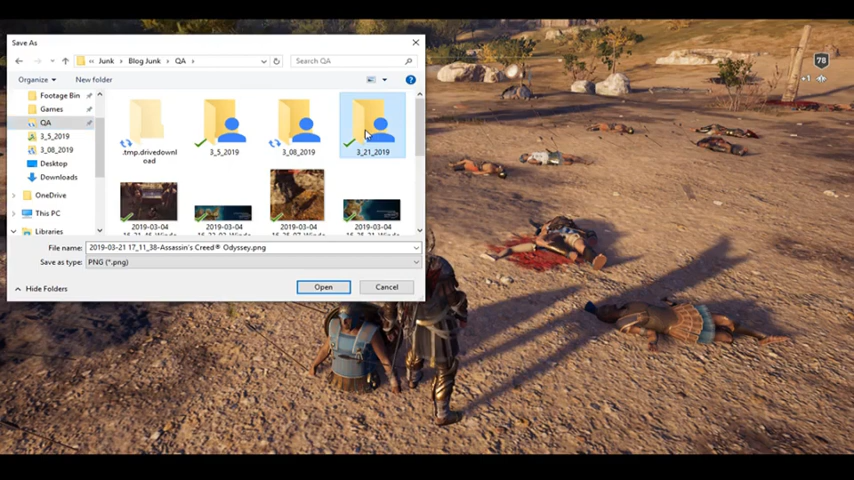 Save As
Junk > Blog Junk > QA >
Search QA
Organize
New folder
Footage Bin
Games
QA
3_5_2019
3_08_2019
Desktop
Downloads
OneDrive
This PC
Libraries
.tmp.drivedownl
oad
3_5_2019
3_08_2019
3_21_2019
2019-03-04
2019-03-04
2019-03-04
2019-03-04
File name:
2019-03-21 17_11_38-Assassin's Creed® Odyssey.png
Save as type:
PNG (*.png)
Hide Folders
Open
Cancel
78
1